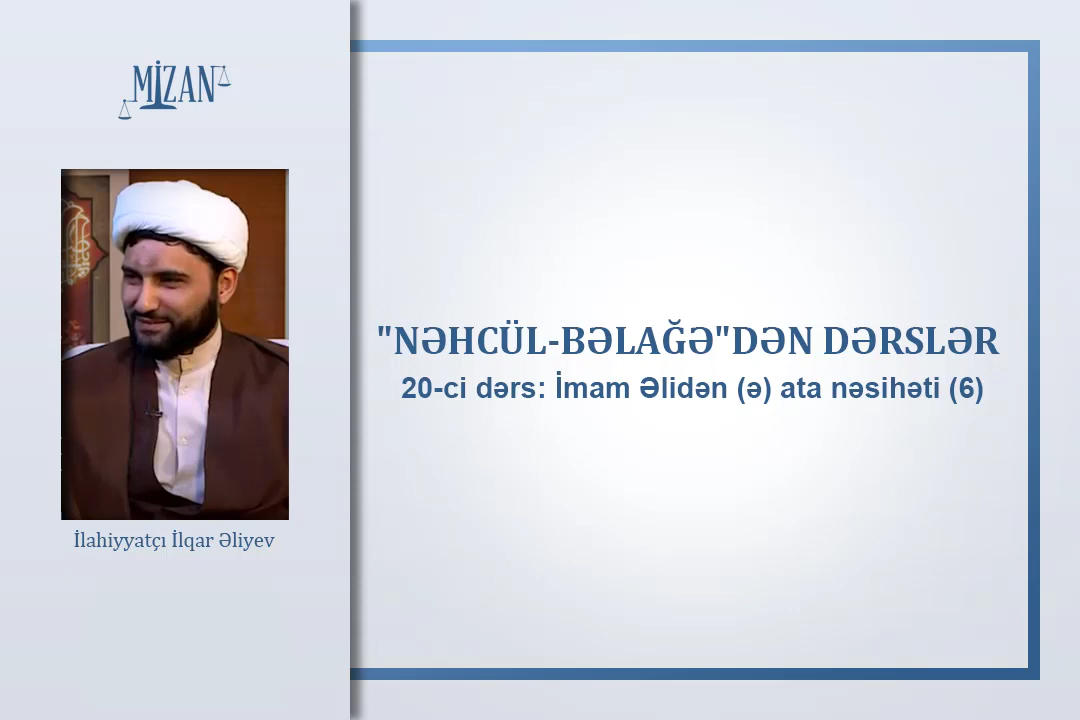 MİZAN
İlahiyyatçı İlqar Əliyev
"NƏHCÜL-BƏLAĞƏ"DƏN DƏRSLƏR
20-ci dərs: İmam Əlidən (ə) ata nəsihəti (6)